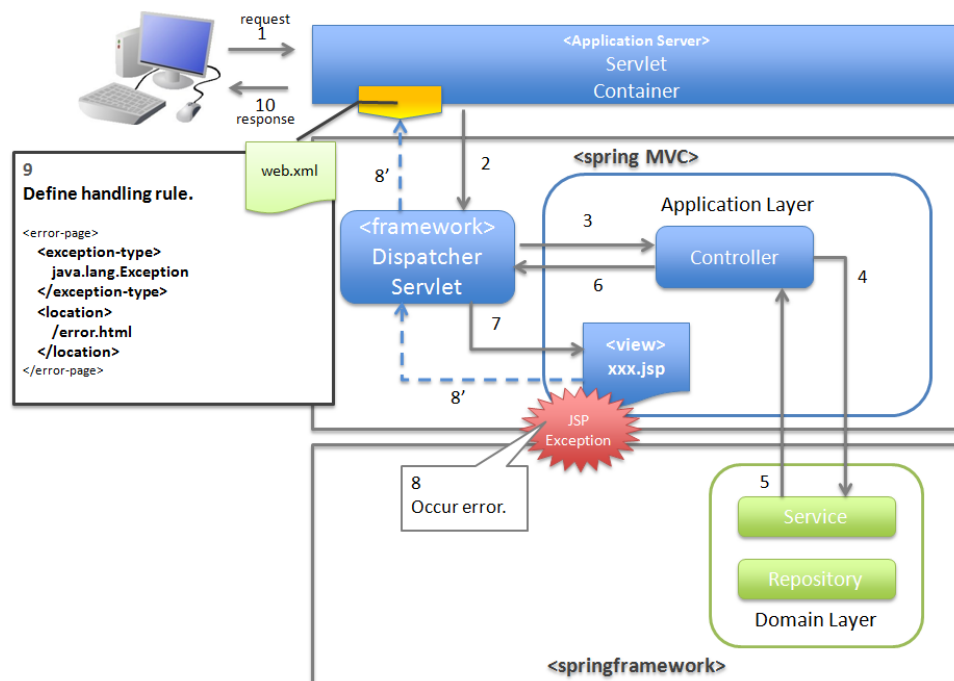 request
1
10
response
<Application Server>
Servlet
Container
9
Define handling rule.
<error-page>
<exception-type>
java.lang.Exception
</exception-type>
<location>
/error.html
</location>
</error-page>
web.xml
8’
2
<spring MVC>
Application Layer
<framework>
Dispatcher
Servlet
3
6
Controller
4
7
<view>
xxx.jsp
8’
JSP
Exception
8
Occur error.
5
Service
Repository
Domain Layer
<springframework>